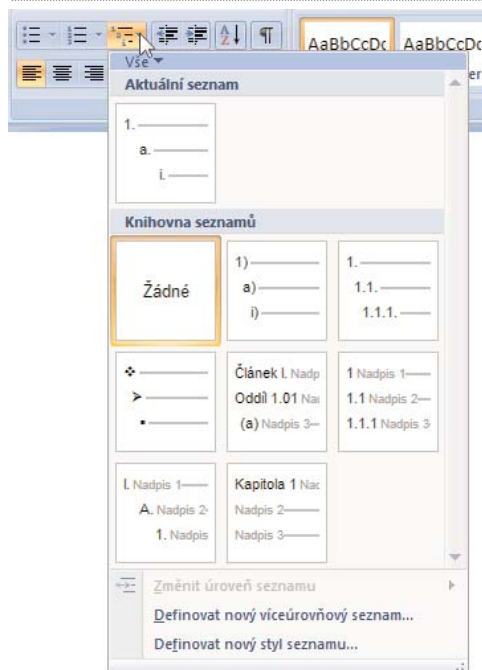 AaBbCcDc AaBbCcDc
Vše
Aktuální seznam
1.
a.
i.
Knihovna seznamů
Žádné
1)
a)
i)
1.
1.1.
1.1.1.
Článek I. Nadp
Oddíl 1.01 Na
(a) Nadpis 3
1 Nadpis 1
1.1 Nadpis 2
1.1.1 Nadpis 3
I. Nadpis 1
A. Nadpis 2
1. Nadpis
Kapitola 1 Na
Nadpis 2
Nadpis 3
Změnit úroveň seznamu
Definovat nový víceúrovňový seznam...
Definovat nový styl seznamu...